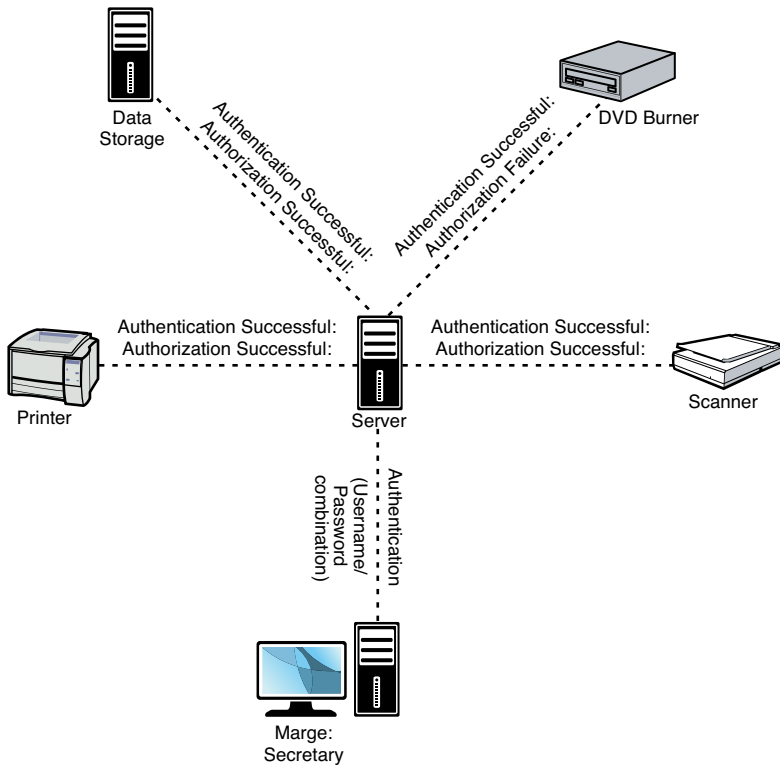 Data
Storage
DVD Burner
Authentication Successful:
Authorization Successful:
Authentication Successful:
Authorization Failure:
Authentication Successful:
Authorization Successful:
Authentication Successful:
Authorization Successful:
Printer
Server
Scanner
Authentication
(Username/
Password
combination)
Marge:
Secretary